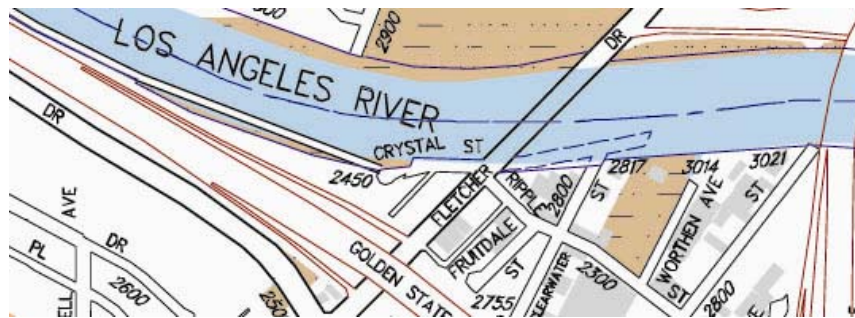 2900
DR
LOS ANGELES RIVER
CRYSTAL ST
2450
DR
FLETCHER
RIPPLE
2800
ST
2817
3014
3021
WORTHEN AVE
ST
ST
2800
FRUITDALE
ST
2755
CLEARWATER
2300
GOLDEN STATE
AVE
DR
PL
2600